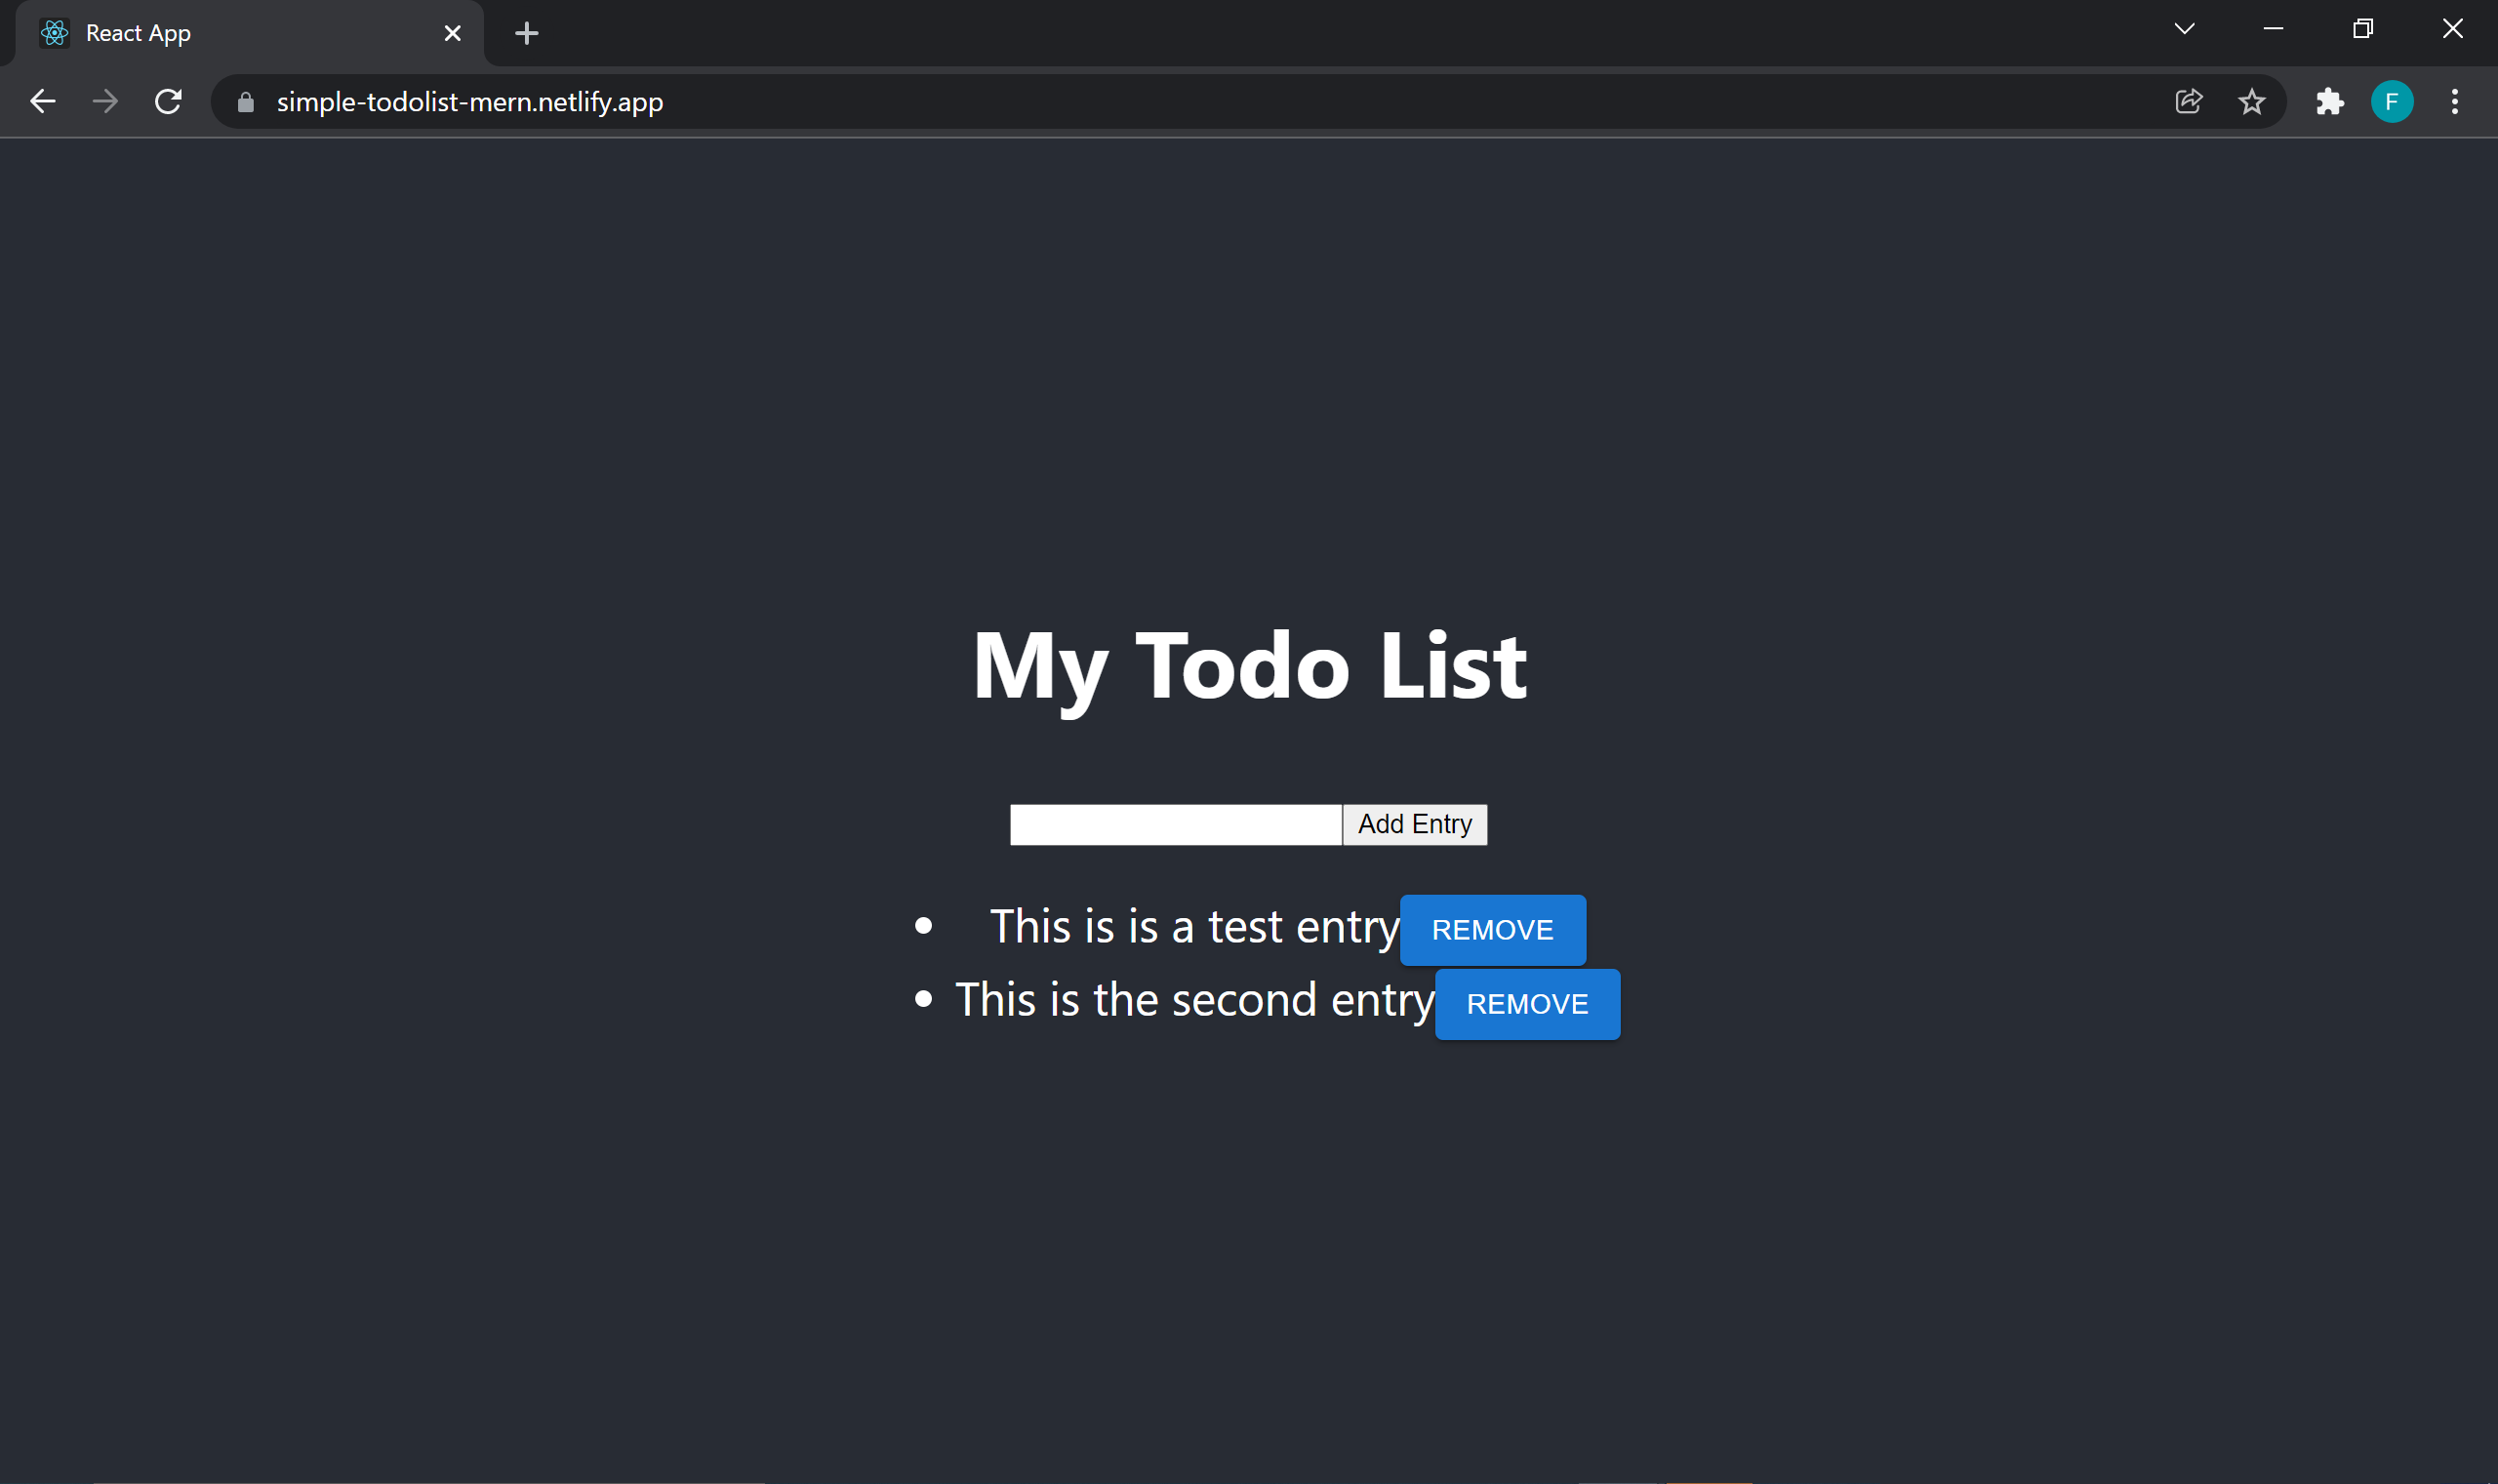 React App
simple-todolist-mern.netlify.app
F
My Todo List
Add Entry
This is is a test entry REMOVE
This is the second entry REMOVE